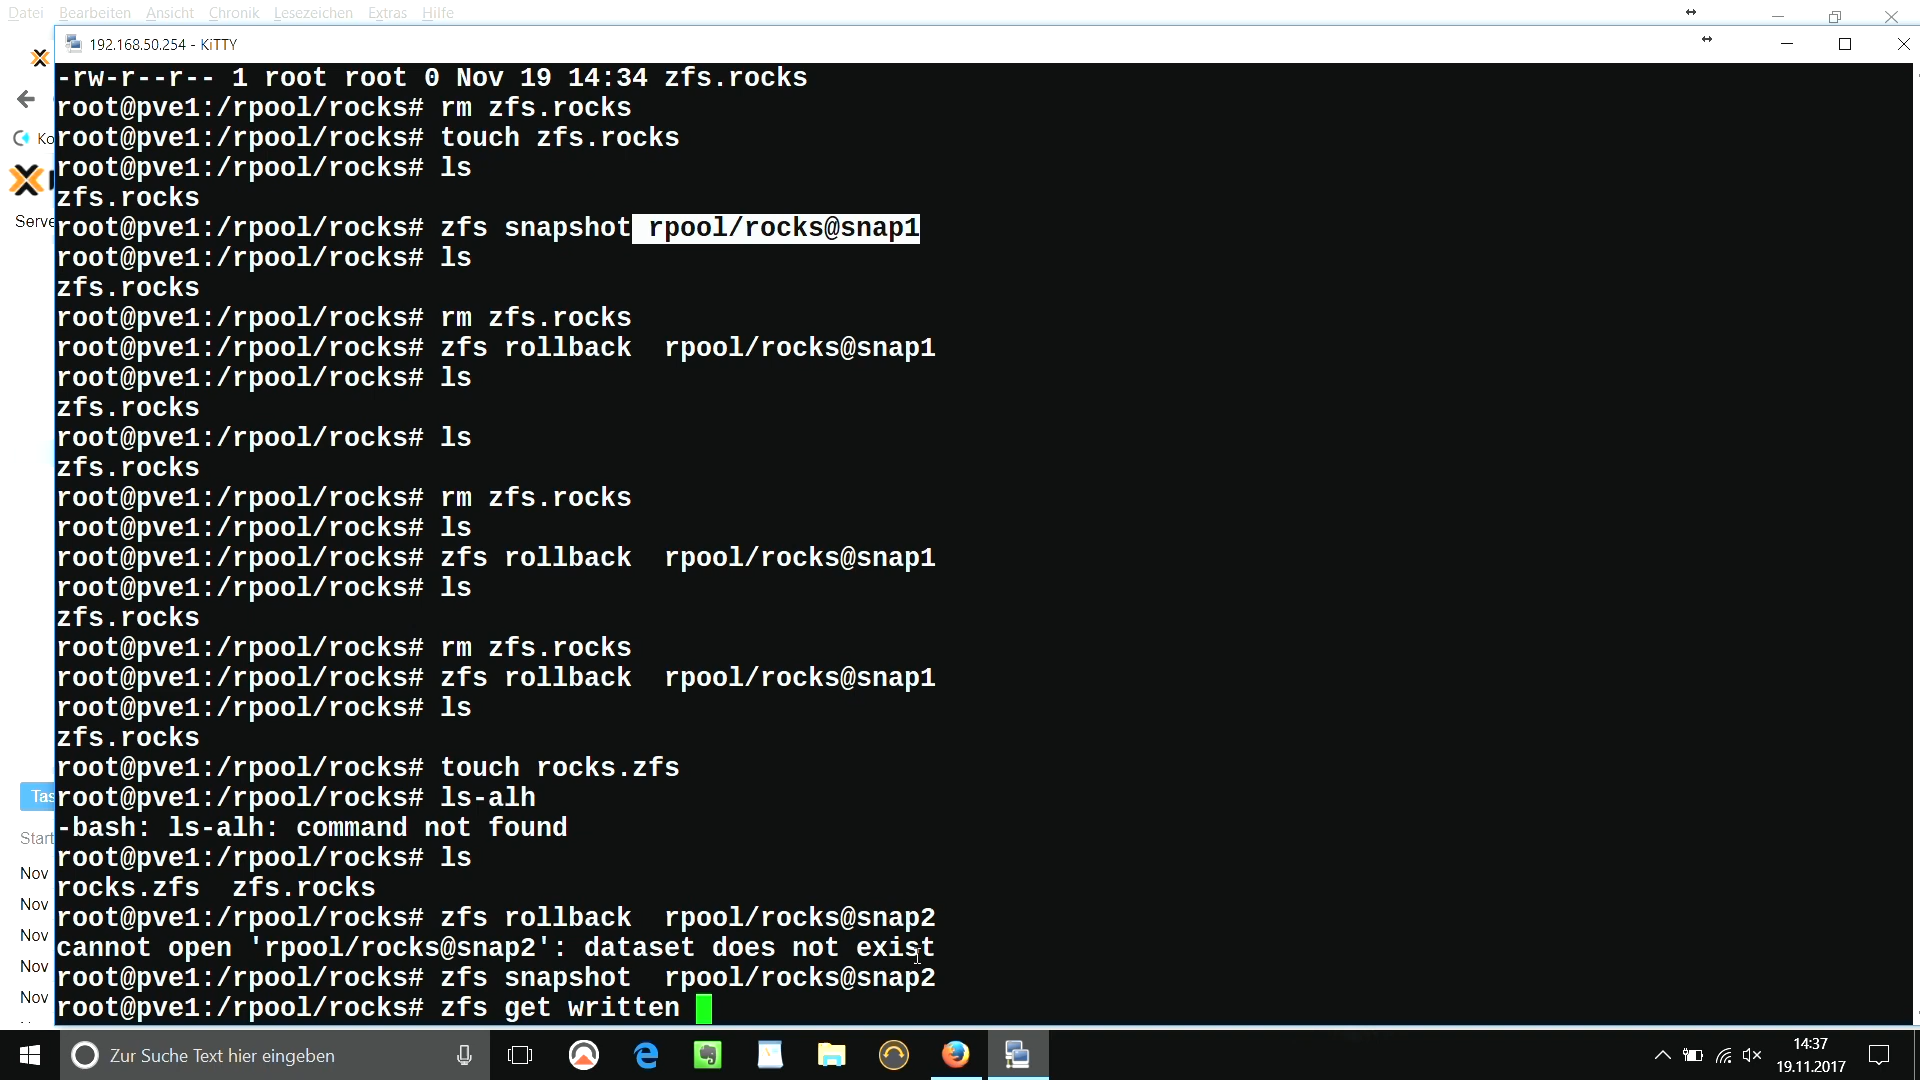 Datei Bearbeiten Ansicht Chronik Lesezeichen Extras Hilfe
192.168.50.254 - KiTTY
-rw-r--r-- 1 root root 0 Nov 19 14:34 zfs.rocks
root@pve1:/rpool/rocks# rm zfs.rocks
root@pve1:/rpool/rocks# touch zfs.rocks
root@pve1:/rpool/rocks# ls
zfs.rocks
root@pve1:/rpool/rocks# zfs snapshot rpool/rocks@snap1
root@pve1:/rpool/rocks# ls
zfs.rocks
root@pve1:/rpool/rocks# rm zfs.rocks
root@pve1:/rpool/rocks# zfs rollback  rpool/rocks@snap1
root@pve1:/rpool/rocks# ls
zfs.rocks
root@pve1:/rpool/rocks# ls
zfs.rocks
root@pve1:/rpool/rocks# rm zfs.rocks
root@pve1:/rpool/rocks# ls
root@pve1:/rpool/rocks# zfs rollback  rpool/rocks@snap1
root@pve1:/rpool/rocks# ls
zfs.rocks
root@pve1:/rpool/rocks# rm zfs.rocks
root@pve1:/rpool/rocks# zfs rollback  rpool/rocks@snap1
root@pve1:/rpool/rocks# ls
zfs.rocks
root@pve1:/rpool/rocks# touch rocks.zfs
root@pve1:/rpool/rocks# ls-alh
-bash: ls-alh: command not found
root@pve1:/rpool/rocks# ls
rocks.zfs  zfs.rocks
root@pve1:/rpool/rocks# zfs rollback  rpool/rocks@snap2
cannot open 'rpool/rocks@snap2': dataset does not exist
root@pve1:/rpool/rocks# zfs snapshot  rpool/rocks@snap2
root@pve1:/rpool/rocks# zfs get written
Ko
Serve
Tas
Start
Nov
Nov
Nov
Nov
Nov
Zur Suche Text hier eingeben
14:37
19.11.2017